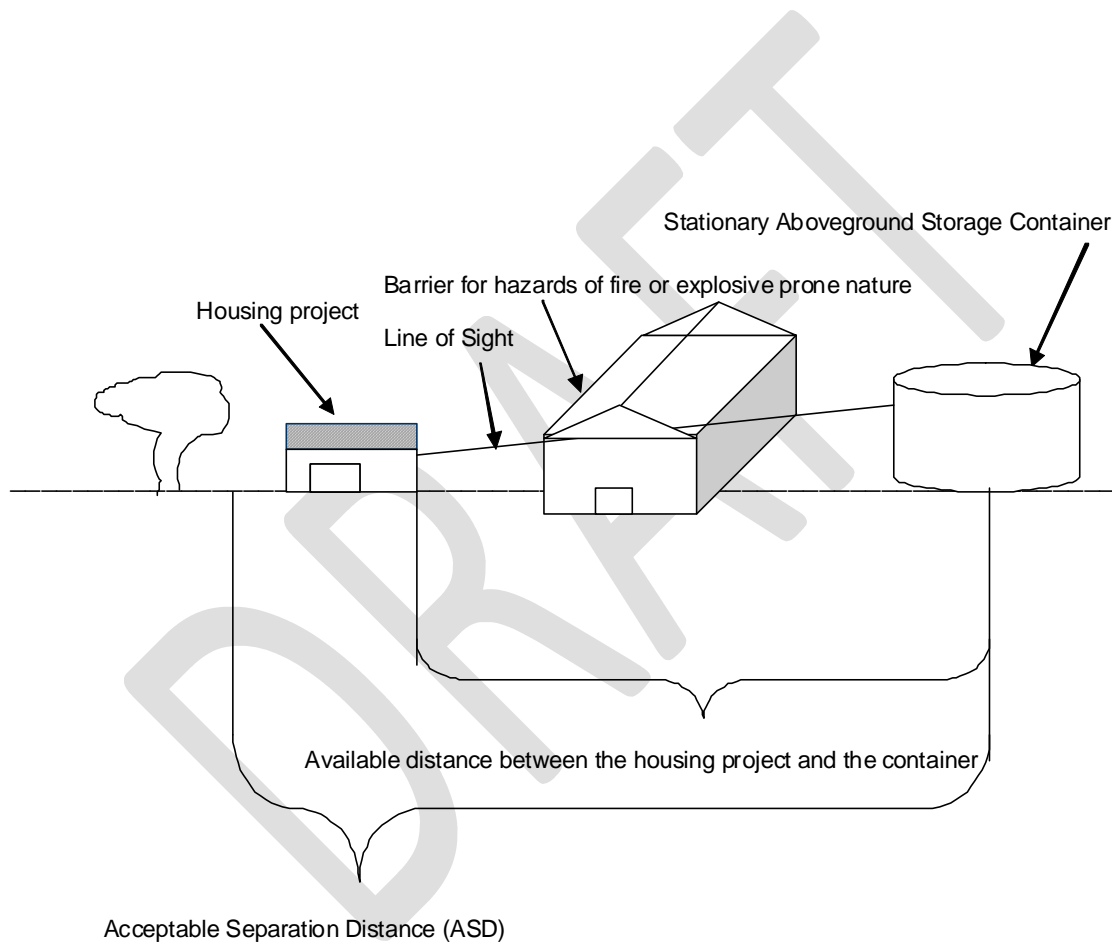 Stationary Aboveground Storage Container
Barrier for hazards of fire or explosive prone nature
Housing project
Line of Sight
Available distance between the housing project and the container
Acceptable Separation Distance (ASD)
DRAFT